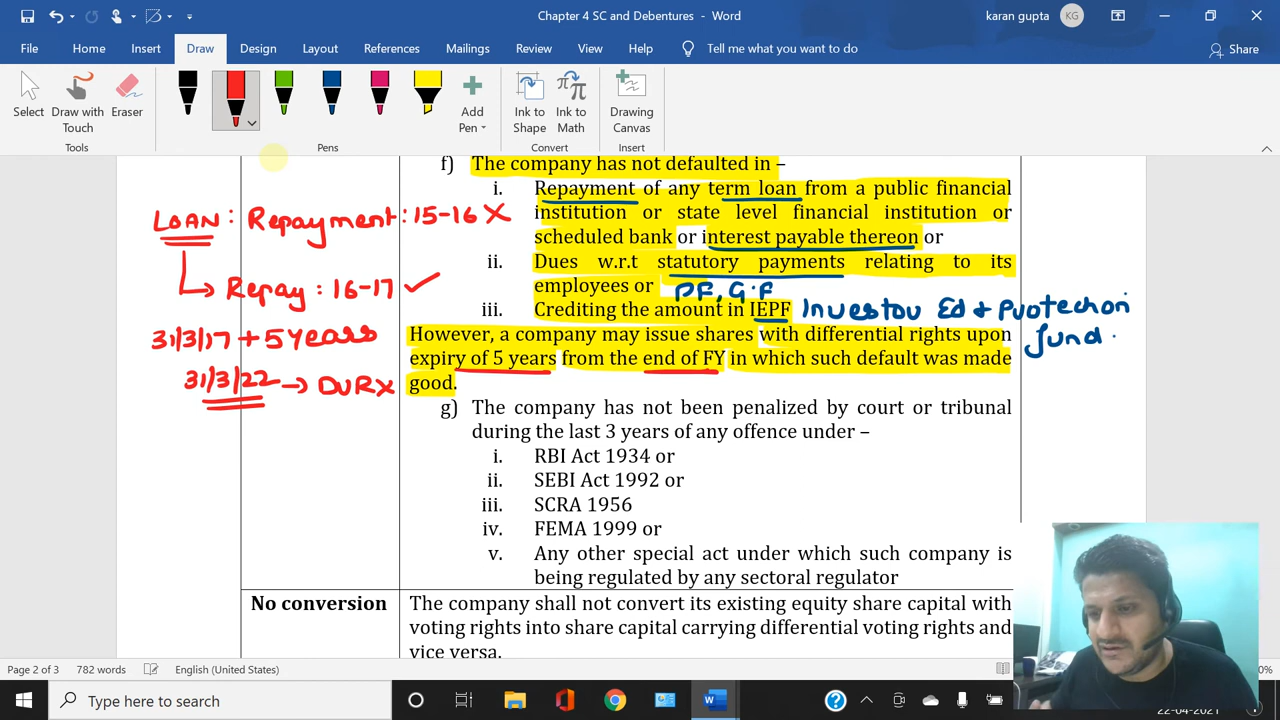 Chapter 4 SC and Debentures - Word
karan gupta
KG
File Home Insert Draw Design Layout References Mailings Review View Help Tell me what you want to do Share
Select
Draw with Touch
Eraser
Add Pen
Ink to Shape
Ink to Math
Drawing Canvas
Tools
Pens
Convert
Insert
f) The company has not defaulted in –
i. Repayment of any term loan from a public financial
institution or state level financial institution or
scheduled bank or interest payable thereon or
ii. Dues w.r.t statutory payments relating to its
employees or
PF, G.F
iii. Crediting the amount in IEPF
Investor Ed & Protection
fund.
However, a company may issue shares with differential rights upon
expiry of 5 years from the end of FY in which such default was made
good.
LOAN: Repayment: 15-16 X
Repay: 16-17 ✓
31/3/17 + 5 years
31/3/22 → DVR X
g) The company has not been penalized by court or tribunal
during the last 3 years of any offence under –
i. RBI Act 1934 or
ii. SEBI Act 1992 or
iii. SCRA 1956
iv. FEMA 1999 or
v. Any other special act under which such company is
being regulated by any sectoral regulator
No conversion
The company shall not convert its existing equity share capital with
voting rights into share capital carrying differential voting rights and
vice versa.
Page 2 of 3 782 words English (United States)
0%
Type here to search
22-04-2021